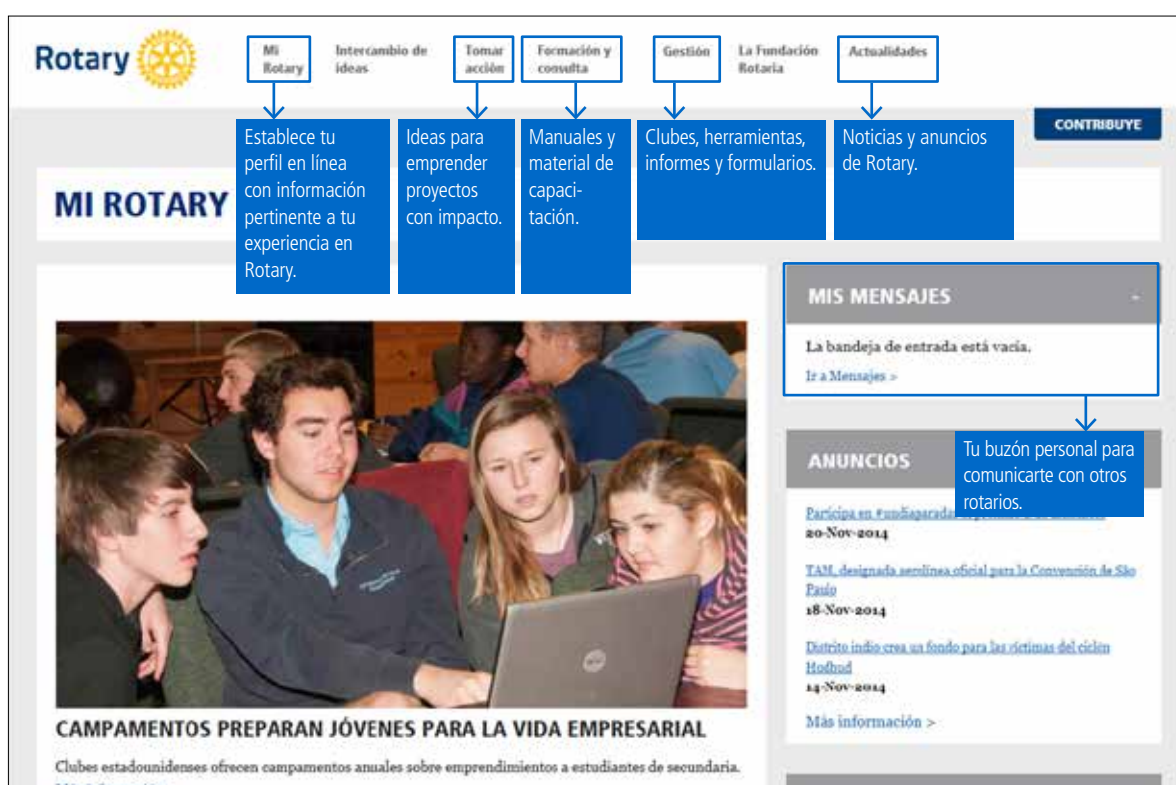 Rotary
Mi
Rotary
Intercambio de
ideas
Tomar
acción
Formación y
consulta
Gestión
La Fundación
Rotaria
Actualidades
CONTRIBUYE
Establece tu
perfil en línea
con información
pertinente a tu
experiencia en
Rotary.
Ideas para
emprender
proyectos
con impacto.
Manuales y
material de
capaci-
tación.
Clubes, herramientas,
informes y formularios.
Noticias y anuncios
de Rotary.
MI ROTARY
MIS MENSAJES -
La bandeja de entrada está vacía.
Ir a Mensajes >
Tu buzón personal para
comunicarte con otros
rotarios.
ANUNCIOS
Participa en #undiaparadar
20-Nov-2014
TAM, designada aerolínea oficial para la Convención de São
Paulo
18-Nov-2014
Distrito indio crea un fondo para las víctimas del ciclón
Hudhud
14-Nov-2014
Más información >
CAMPAMENTOS PREPARAN JÓVENES PARA LA VIDA EMPRESARIAL
Clubes estadounidenses ofrecen campamentos anuales sobre emprendimientos a estudiantes de secundaria.